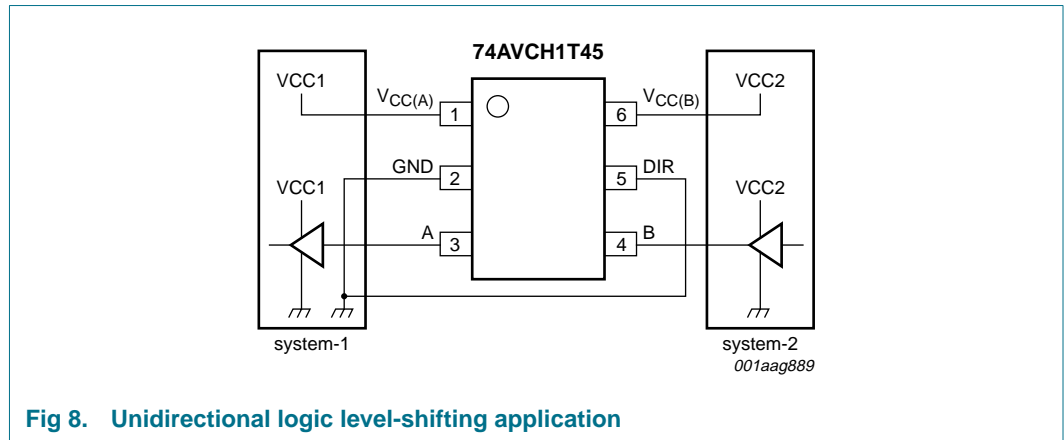 74AVCH1T45
VCC1
VCC(A)
1
6
VCC(B)
VCC2
GND
2
5
DIR
VCC1
VCC2
A
3
4
B
system-1
system-2
001aag889
Fig 8. Unidirectional logic level-shifting application